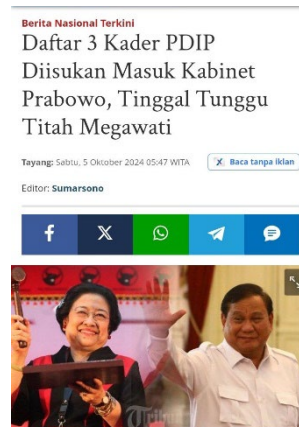 Berita Nasional Terkini
Daftar 3 Kader PDIP
Diisukan Masuk Kabinet
Prabowo, Tinggal Tunggu
Titah Megawati
Tayang: Sabtu, 5 Oktober 2024 05:47 WITA
Baca tanpa iklan
Editor: Sumarsono